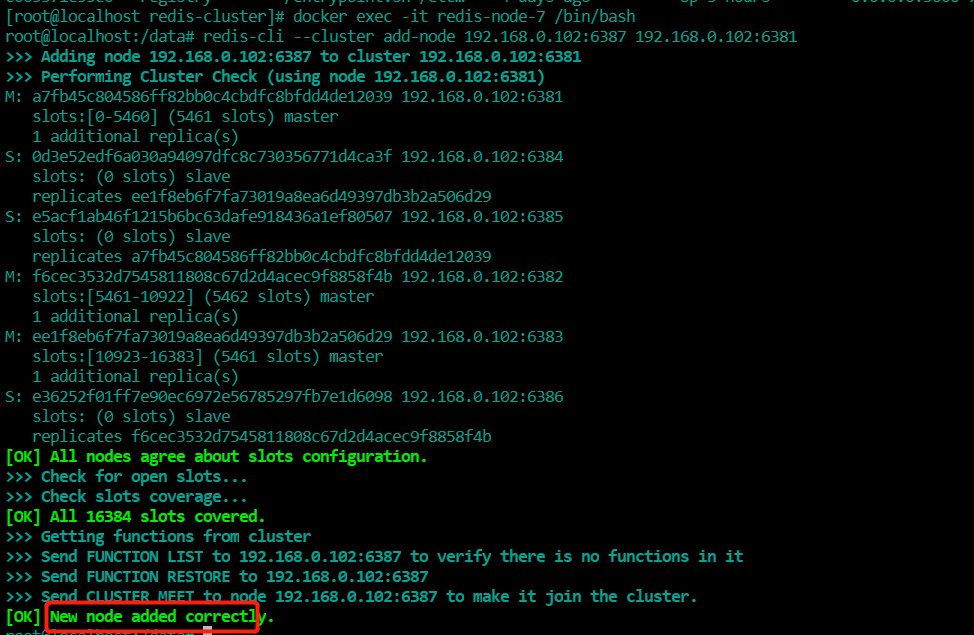 [root@localhost redis-cluster]# docker exec -it redis-node-7 /bin/bash
root@localhost:/data# redis-cli --cluster add-node 192.168.0.102:6387 192.168.0.102:6381
>>> Adding node 192.168.0.102:6387 to cluster 192.168.0.102:6381
>>> Performing Cluster Check (using node 192.168.0.102:6381)
M: a7fb45c804586ff82bb0c4cbdfc8bfdd4de12039 192.168.0.102:6381
slots:[0-5460] (5461 slots) master
1 additional replica(s)
S: 0d3e52edf6a030a94097dfc8c730356771d4ca3f 192.168.0.102:6384
slots: (0 slots) slave
replicates ee1f8eb6f7fa73019a8ea6d49397db3b2a506d29
S: e5acf1ab46f1215b6bc63dafe918436a1ef80507 192.168.0.102:6385
slots: (0 slots) slave
replicates a7fb45c804586ff82bb0c4cbdfc8bfdd4de12039
M: f6cec3532d7545811808c67d2d4acec9f8858f4b 192.168.0.102:6382
slots:[5461-10922] (5462 slots) master
1 additional replica(s)
M: ee1f8eb6f7fa73019a8ea6d49397db3b2a506d29 192.168.0.102:6383
slots:[10923-16383] (5461 slots) master
1 additional replica(s)
S: e36252f01ff7e90ec6972e56785297fb7e1d6098 192.168.0.102:6386
slots: (0 slots) slave
replicates f6cec3532d7545811808c67d2d4acec9f8858f4b
[OK] All nodes agree about slots configuration.
>>> Check for open slots...
>>> Check slots coverage...
[OK] All 16384 slots covered.
>>> Getting functions from cluster
>>> Send FUNCTION LIST to 192.168.0.102:6387 to verify there is no functions in it
>>> Send FUNCTION RESTORE to 192.168.0.102:6387
>>> Send CLUSTER MEET to node 192.168.0.102:6387 to make it join the cluster.
[OK] New node added correctly.